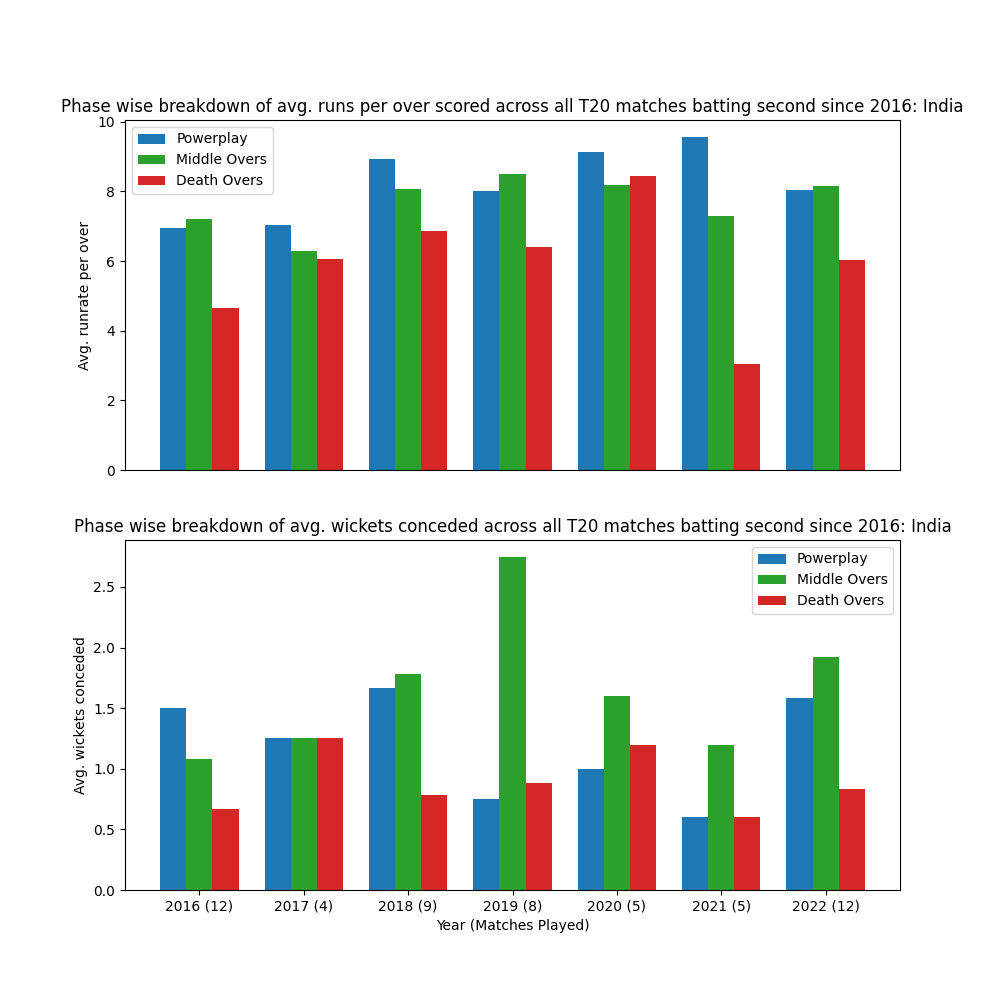 Phase wise breakdown of avg. runs per over scored across all T20 matches batting second since 2016: India
10
8
6
4
2
0
Avg. runrate per over
Powerplay
Middle Overs
Death Overs
Phase wise breakdown of avg. wickets conceded across all T20 matches batting second since 2016: India
2.5
2.0
1.5
1.0
0.5
0.0
Avg. wickets conceded
Powerplay
Middle Overs
Death Overs
2016 (12) 2017 (4) 2018 (9) 2019 (8) 2020 (5) 2021 (5) 2022 (12)
Year (Matches Played)